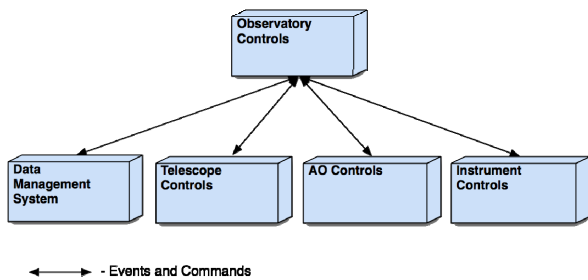 Observatory
Controls
Data
Management
System
Telescope
Controls
AO Controls
Instrument
Controls
- Events and Commands